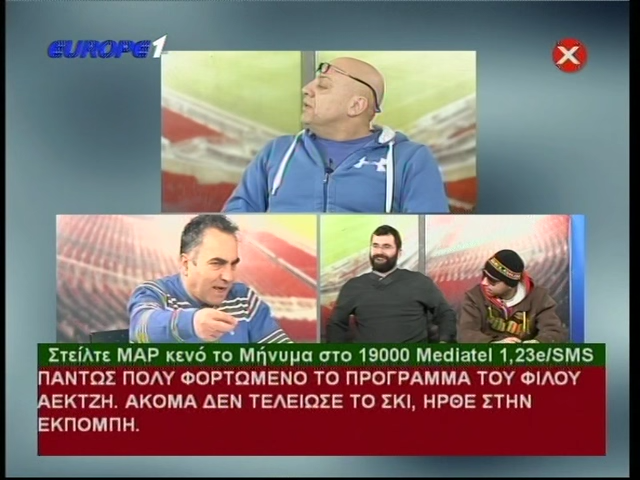 EUROPE1
Στείλτε ΜΑΡ κενό το Μήνυμα στο 19000 Mediatel 1,23e/SMS
ΠΑΝΤΩΣ ΠΟΛΥ ΦΟΡΤΩΜΕΝΟ ΤΟ ΠΡΟΓΡΑΜΜΑ ΤΟΥ ΦΙΛΟΥ
ΑΕΚΤΖΗ. ΑΚΟΜΑ ΔΕΝ ΤΕΛΕΙΩΣΕ ΤΟ ΣΚΙ, ΗΡΘΕ ΣΤΗΝ
ΕΚΠΟΜΠΗ.